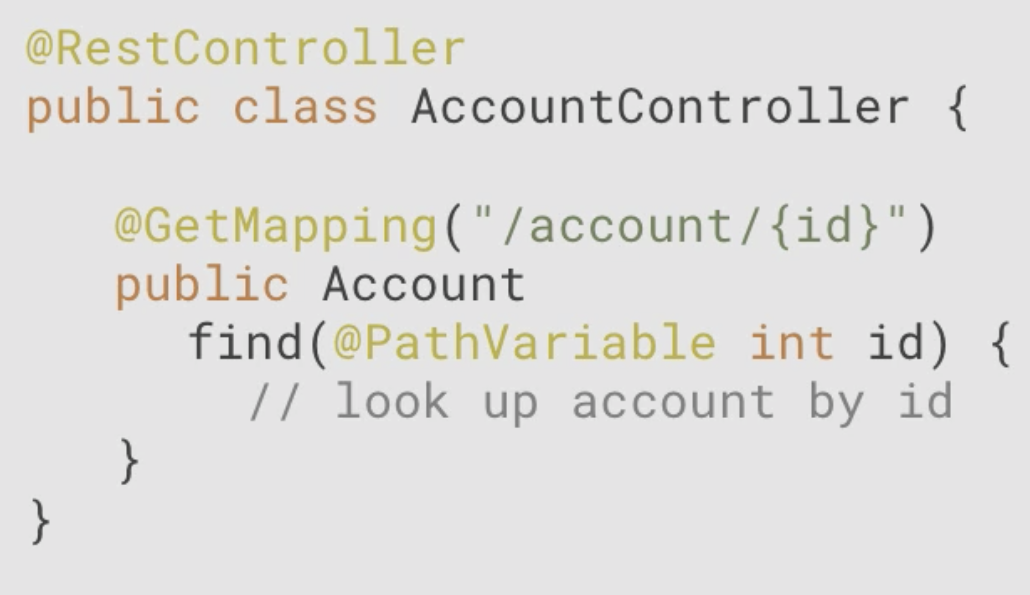 @RestController
public class AccountController {
@GetMapping("/account/{id}")
public Account
find(@PathVariable int id) {
// look up account by id
}
}